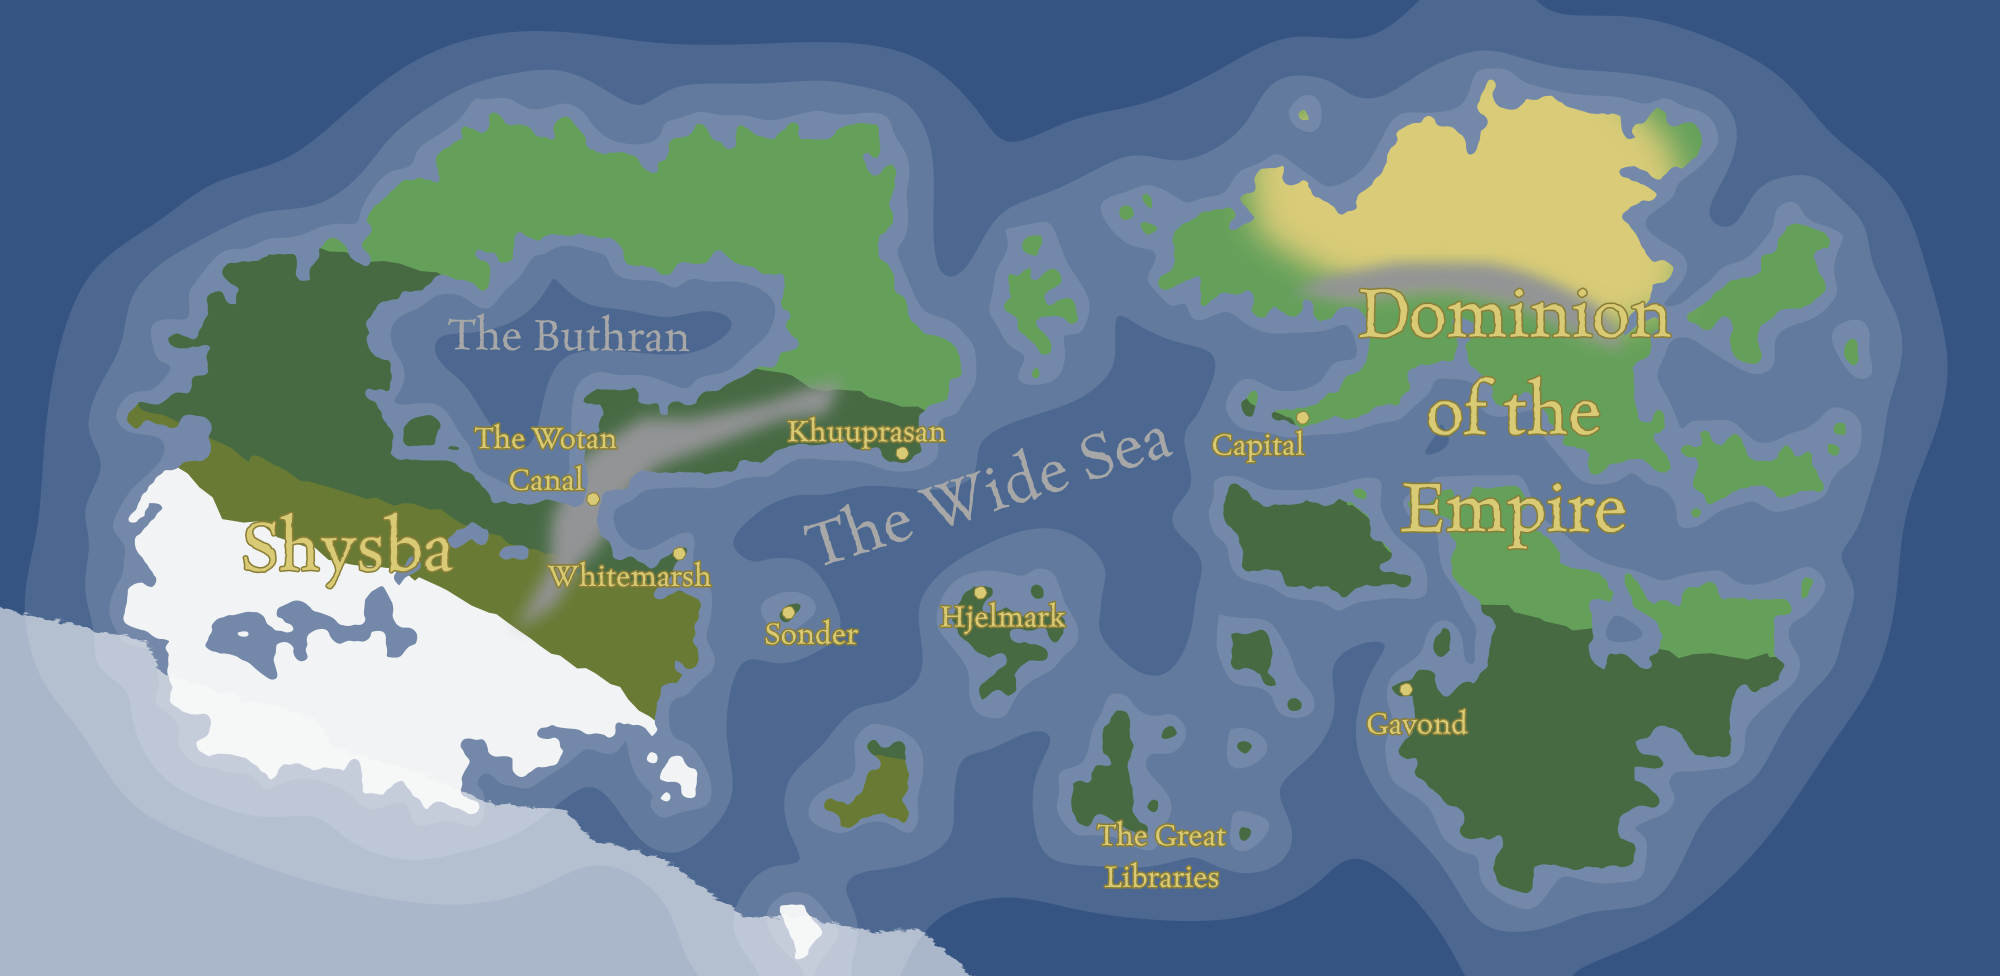 The Buthran
The Wotan
Canal
Khuuprasan
Shysba
Whitemarsh
The Wide Sea
Sonder
Hjelmark
The Great
Libraries
Capital
Dominion
of the
Empire
Gavond